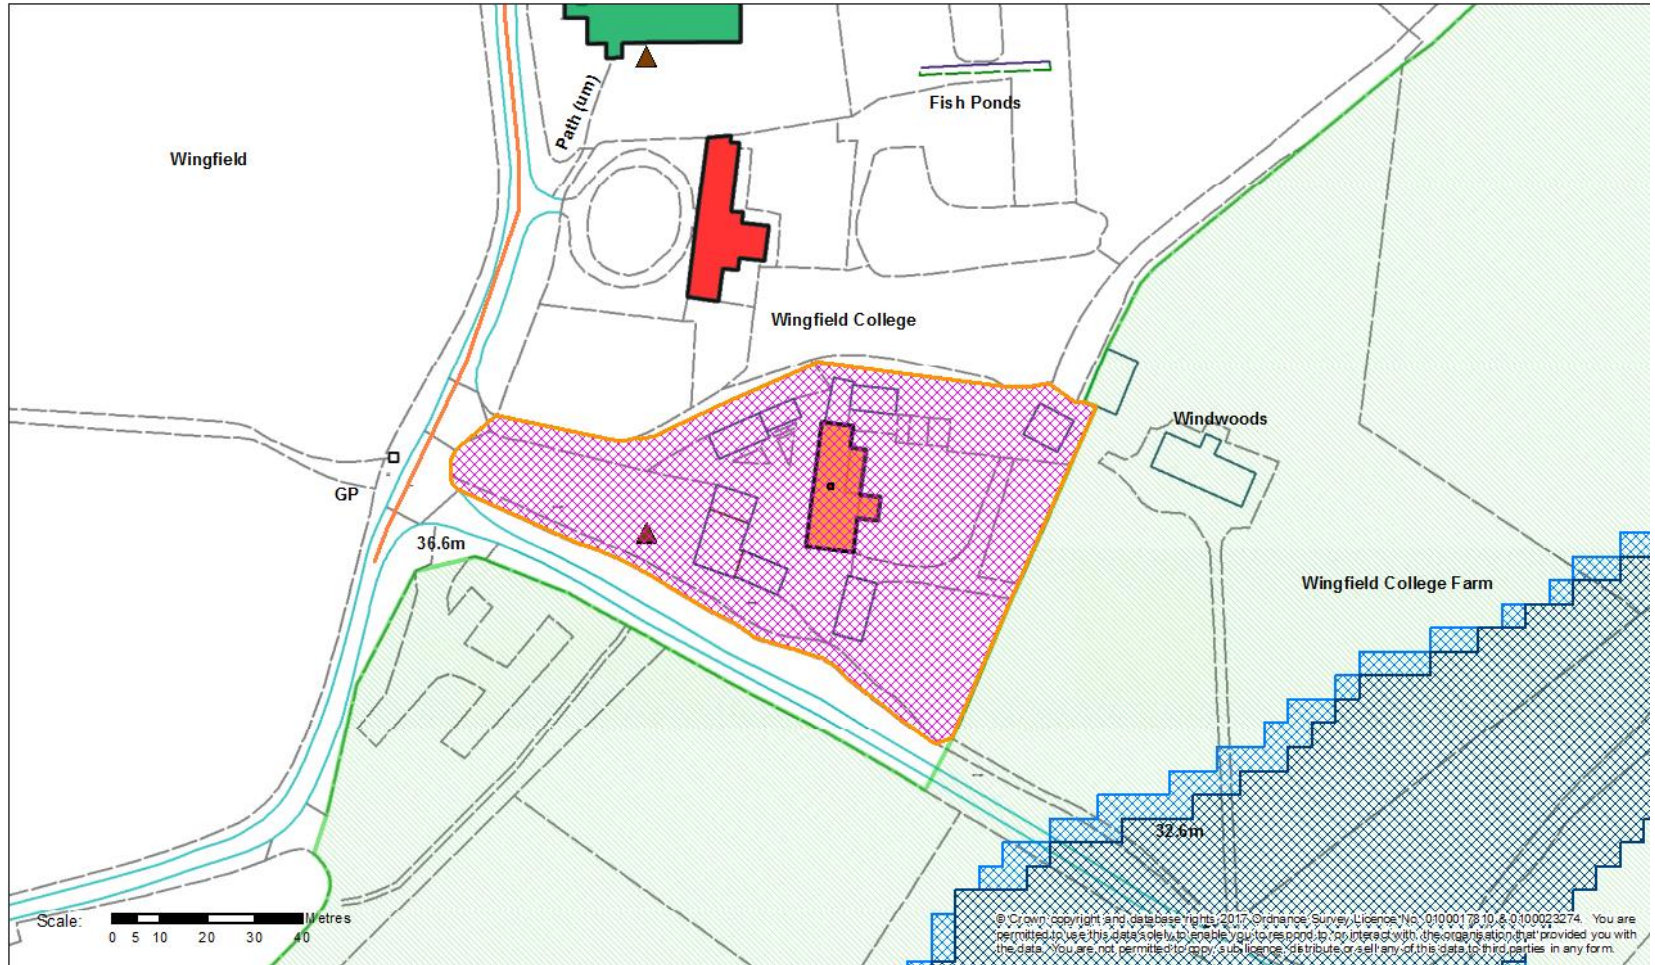 Path (um)
Fish Ponds
Wingfield
Wingfield College
Windwoods
GP
36.6m
Wingfield College Farm
32.6m
Scale:
Metres
0 5 10 20 30 40
© Crown copyright and database rights 2017 Ordnance Survey Licence No. 0100017810 & 0100023274. You are
permitted to use this data solely to enable you to respond to, or interact with, the organisation that provided you with
the data. You are not permitted to copy, sub-licence, distribute or sell any of this data to third parties in any form.